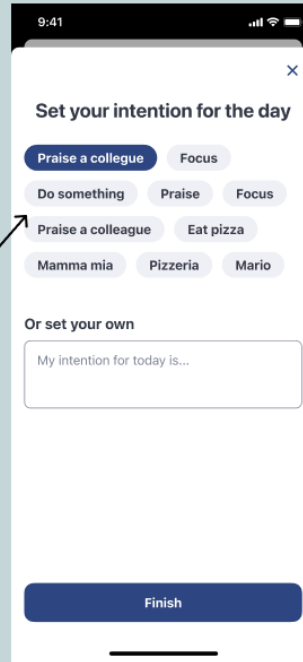 9:41
Set your intention for the day
Praise a collegue Focus
Do something Praise Focus
Praise a colleague Eat pizza
Mamma mia Pizzeria Mario
Or set your own
My intention for today is...
Finish